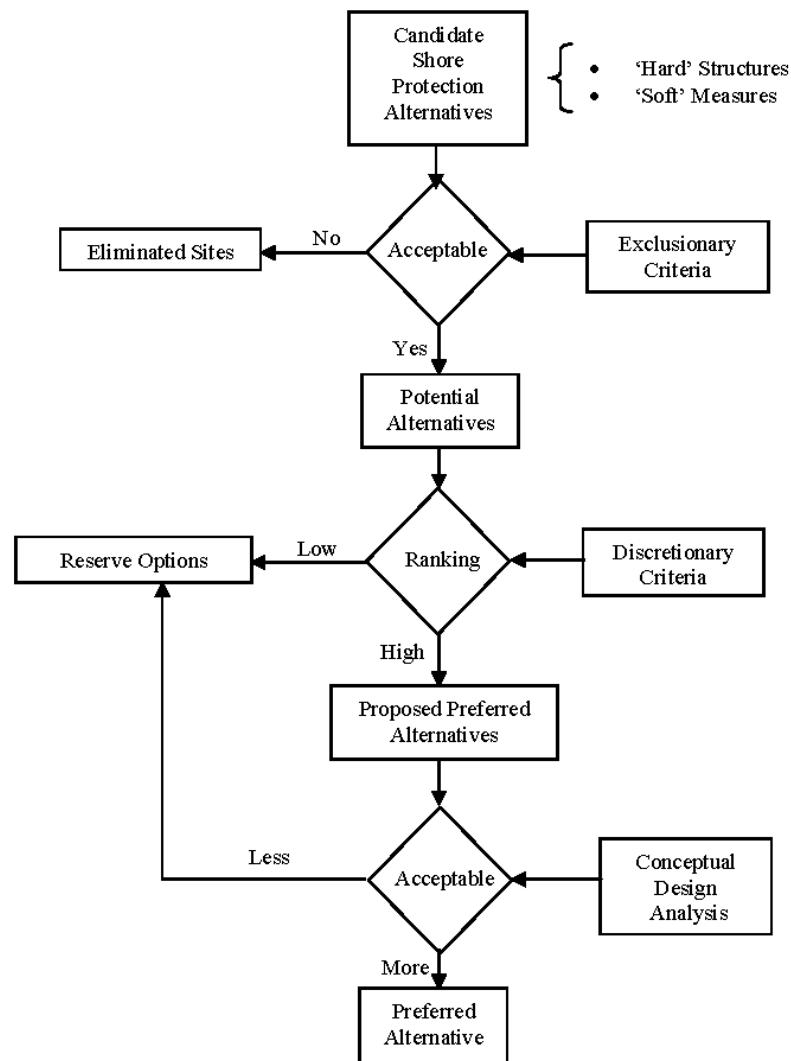 Candidate
Shore
Protection
Alternatives
• ‘Hard’ Structures
• ‘Soft’ Measures
Eliminated Sites
No
Acceptable
Exclusionary
Criteria
Yes
Potential
Alternatives
Reserve Options
Low
Ranking
Discretionary
Criteria
High
Proposed Preferred
Alternatives
Less
Acceptable
Conceptual
Design
Analysis
More
Preferred
Alternative